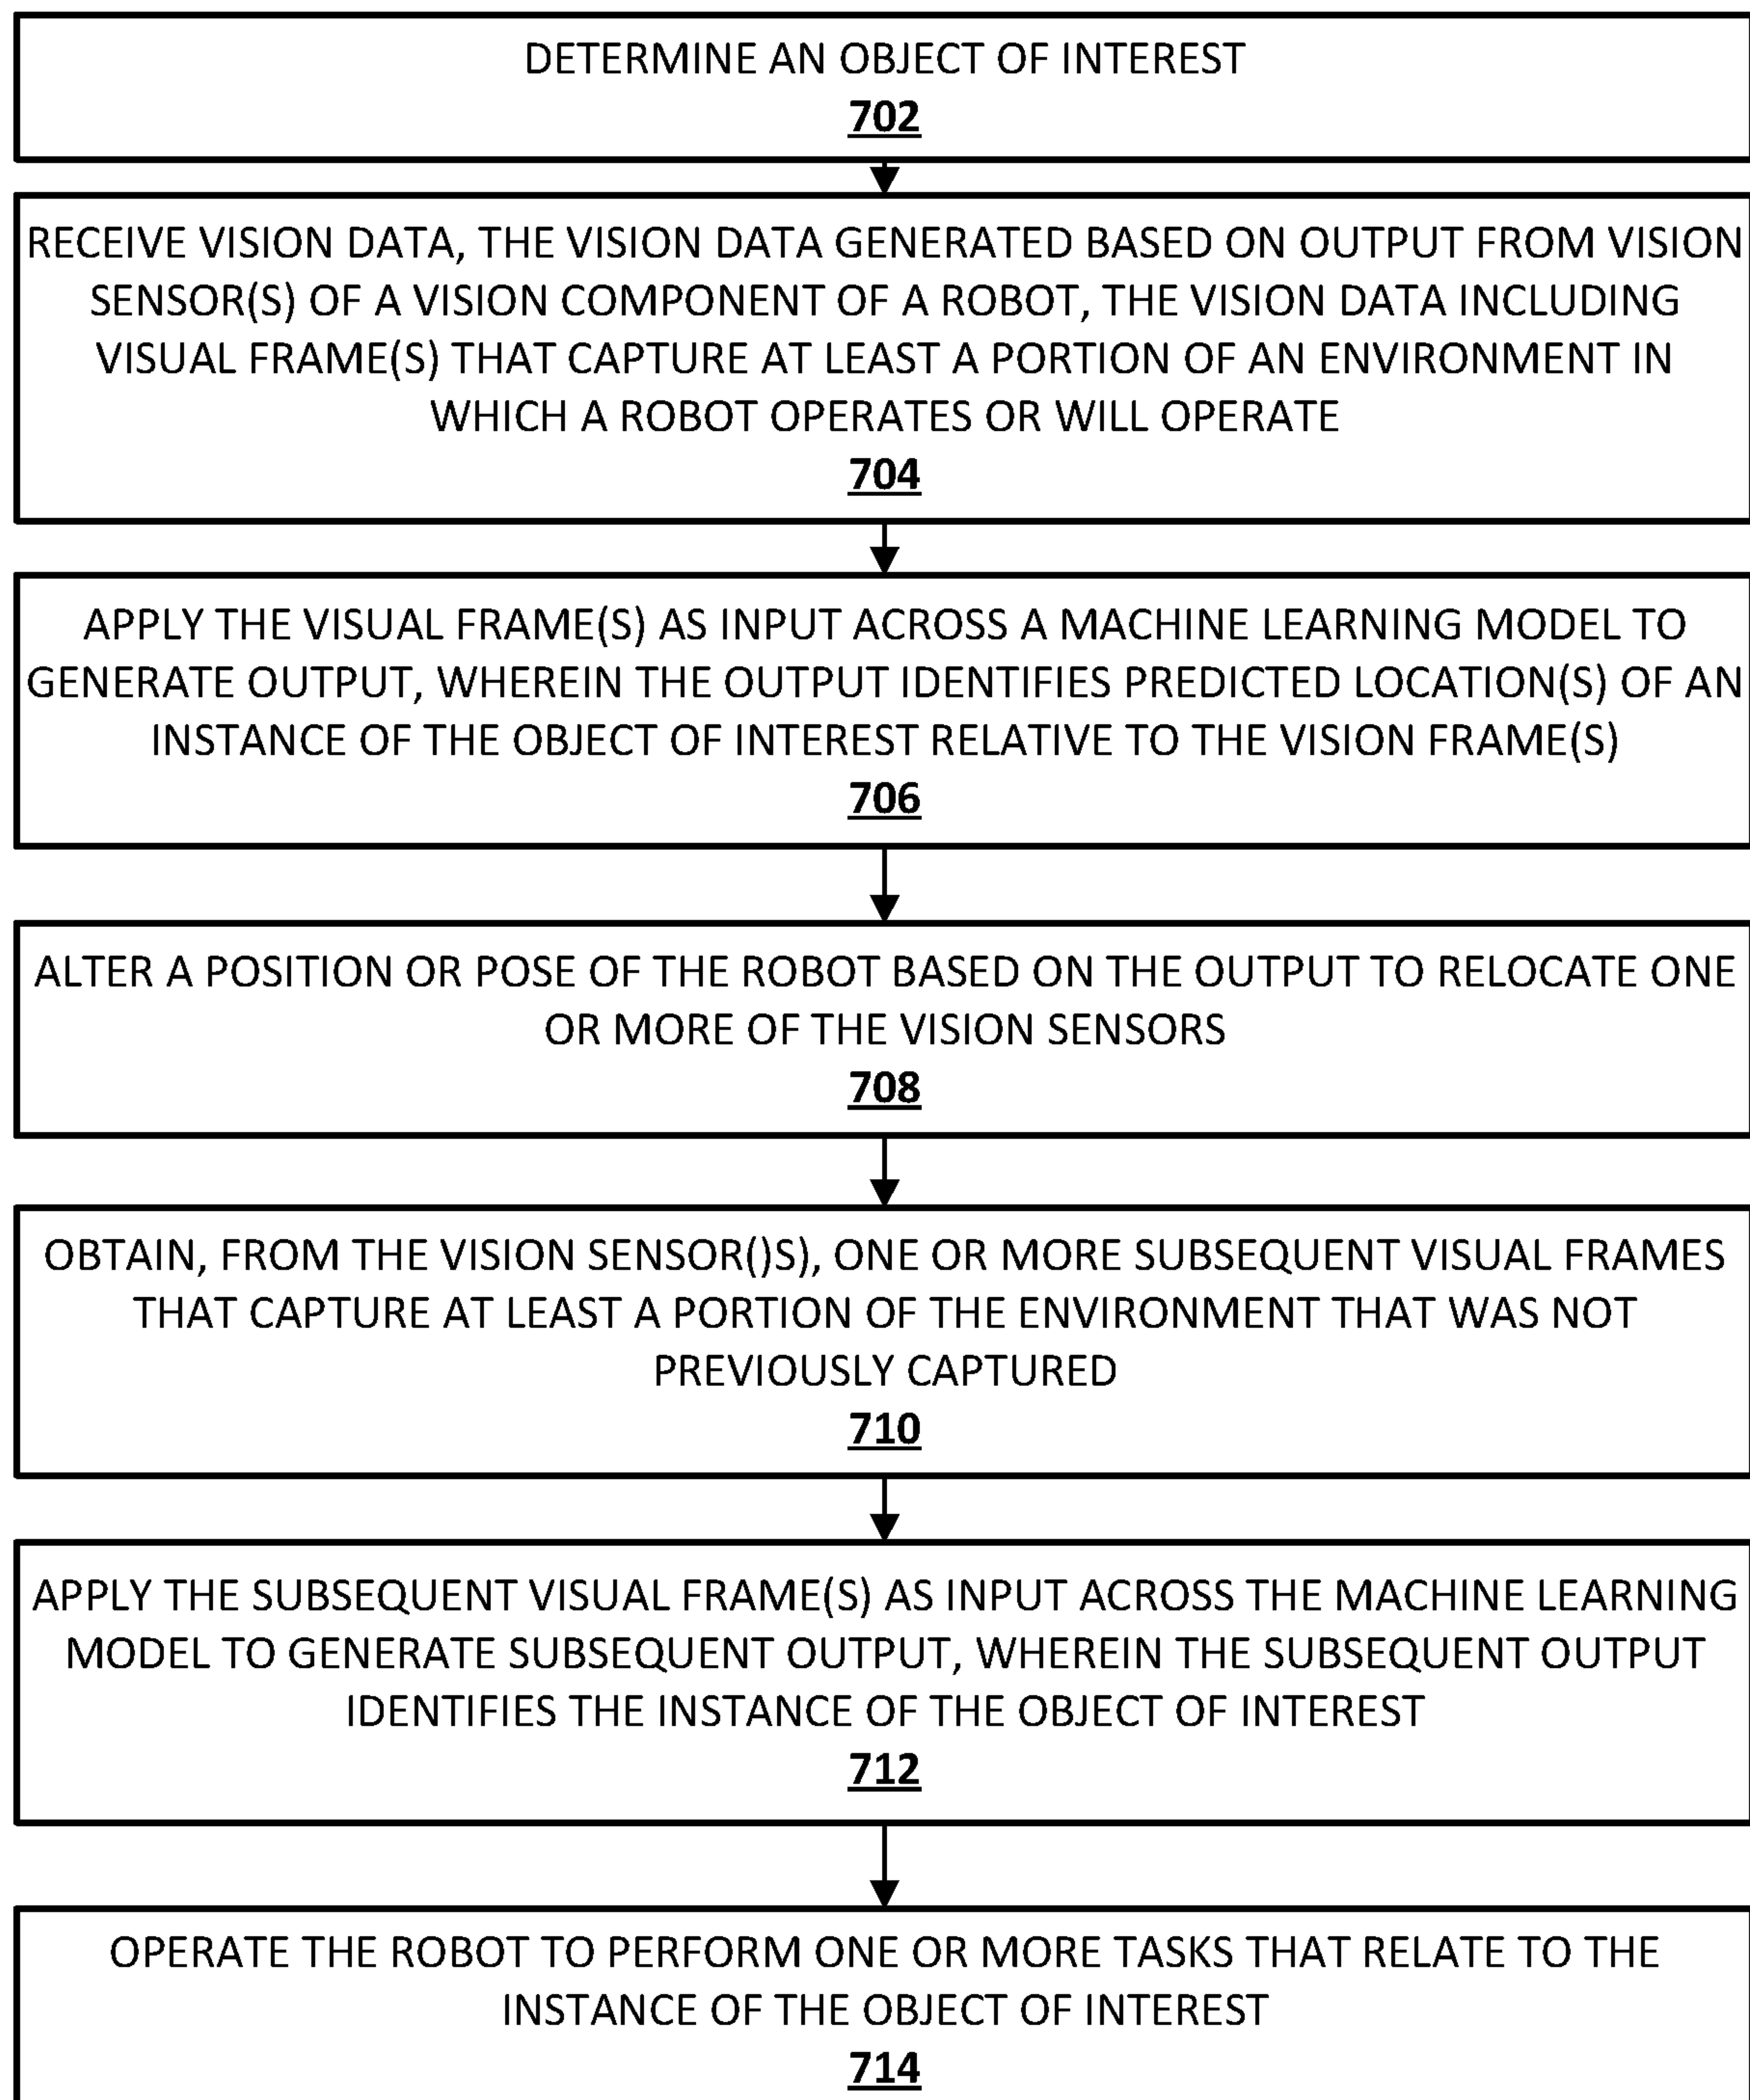 DETERMINE AN OBJECT OF INTEREST
702
RECEIVE VISION DATA, THE VISION DATA GENERATED BASED ON OUTPUT FROM VISION
SENSOR(S) OF A VISION COMPONENT OF A ROBOT, THE VISION DATA INCLUDING
VISUAL FRAME(S) THAT CAPTURE AT LEAST A PORTION OF AN ENVIRONMENT IN
WHICH A ROBOT OPERATES OR WILL OPERATE
704
APPLY THE VISUAL FRAME(S) AS INPUT ACROSS A MACHINE LEARNING MODEL TO
GENERATE OUTPUT, WHEREIN THE OUTPUT IDENTIFIES PREDICTED LOCATION(S) OF AN
INSTANCE OF THE OBJECT OF INTEREST RELATIVE TO THE VISION FRAME(S)
706
ALTER A POSITION OR POSE OF THE ROBOT BASED ON THE OUTPUT TO RELOCATE ONE
OR MORE OF THE VISION SENSORS
708
OBTAIN, FROM THE VISION SENSOR()S), ONE OR MORE SUBSEQUENT VISUAL FRAMES
THAT CAPTURE AT LEAST A PORTION OF THE ENVIRONMENT THAT WAS NOT
PREVIOUSLY CAPTURED
710
APPLY THE SUBSEQUENT VISUAL FRAME(S) AS INPUT ACROSS THE MACHINE LEARNING
MODEL TO GENERATE SUBSEQUENT OUTPUT, WHEREIN THE SUBSEQUENT OUTPUT
IDENTIFIES THE INSTANCE OF THE OBJECT OF INTEREST
712
OPERATE THE ROBOT TO PERFORM ONE OR MORE TASKS THAT RELATE TO THE
INSTANCE OF THE OBJECT OF INTEREST
714